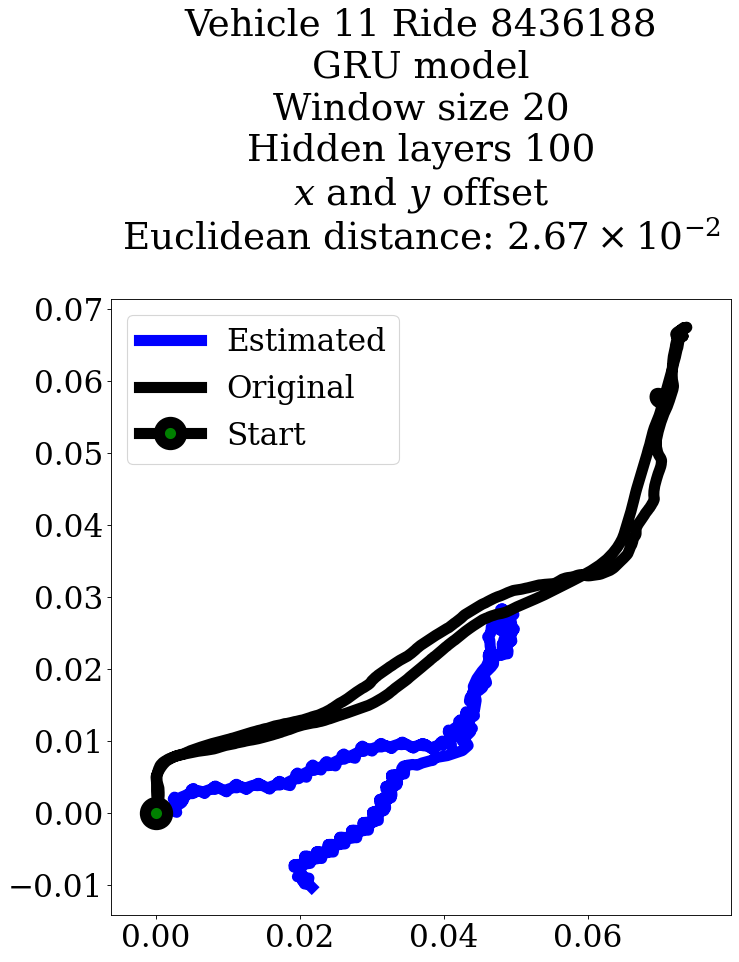 Vehicle 11 Ride 8436188
GRU model
Window size 20
Hidden layers 100
x and y offset
Euclidean distance: 2.67 × 10⁻²
0.07
Estimated
0.06
Original
Start
0.05
0.04
0.03
0.02
0.01
0.00
−0.01
0.00 0.02 0.04 0.06